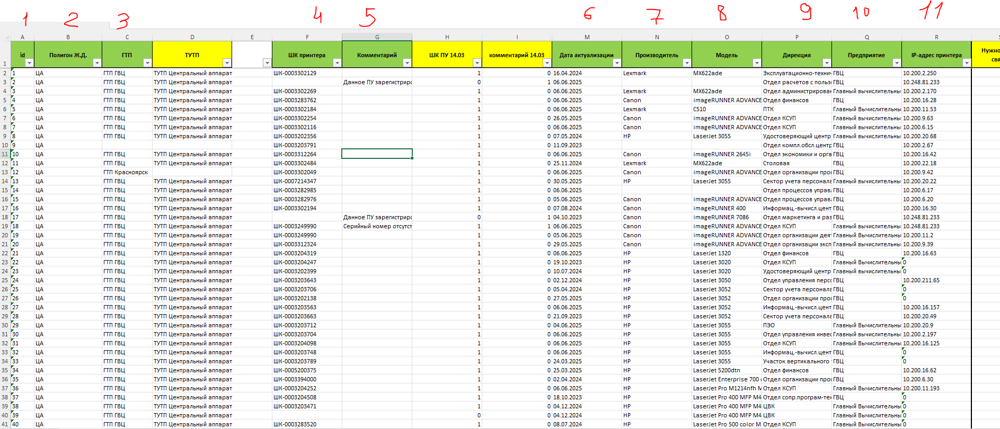 1 2 3 4 5 6 7 8 9 10 11
A B C D E F G H I M N O P Q R
1 id Полигон Ж.Д. ГТП ТУТП ШК принтера Комментарий ШК ПУ 14.03 комментарий 14.03 Дата актуализации Производитель Модель Дирекция Предприятие IP-адрес принтера Нужно свя
2 1 ЦА ГТП ГВЦ ТУТП Центральный аппарат ШК-0003302129 1 0 16.04.2024 Lexmark MX622ade Эксплуатационно-технич ГВЦ 10.200.2.250
3 2 ЦА ГТП ГВЦ ТУТП Центральный аппарат Данное ПУ зарегистриро 0 1 06.06.2025 Отдел расчетов с пользо ГВЦ 10.248.81.233
4 3 ЦА ГТП ГВЦ ТУТП Центральный аппарат ШК-0003302269 1 0 06.06.2025 Lexmark MX622ade Отдел администрирован Главный вычислительны 10.200.2.170
5 4 ЦА ГТП ГВЦ ТУТП Центральный аппарат ШК-0003283762 1 0 06.06.2025 Canon imageRUNNER ADVANCE Отдел финансов ГВЦ 10.200.16.28
6 5 ЦА ГТП ГВЦ ТУТП Центральный аппарат ШК-0003302184 1 0 06.06.2025 Lexmark C510 ПТК Главный Вычислительны 10.200.11.53
7 6 ЦА ГТП ГВЦ ТУТП Центральный аппарат ШК-0003302254 1 0 26.05.2025 Canon imageRUNNER ADVANCE Отдел КСУП Главный вычислительны 10.200.9.63
8 7 ЦА ГТП ГВЦ ТУТП Центральный аппарат ШК-0003302116 1 0 06.06.2025 Canon imageRUNNER ADVANCE Отдел КСУП Главный вычислительны 10.200.6.15
9 8 ЦА ГТП ГВЦ ТУТП Центральный аппарат ШК-0003202356 1 0 07.05.2024 HP LaserJet 3055 Удостоверяющий центр Главный вычислительны 10.200.20.68
10 9 ЦА ШК-0003203791 1 0 11.09.2023 Отдел компл.обсл.центр ГВЦ 10.200.2.67
11 10 ЦА ГТП ГВЦ ТУТП Центральный аппарат ШК-0003312264 1 0 06.06.2025 Canon imageRUNNER 2645i Отдел экономики и орга ГВЦ 10.200.16.42
12 11 ЦА ГТП ГВЦ ТУТП Центральный аппарат ШК-0003302484 1 0 25.11.2024 Lexmark MX622ade Столовая ГВЦ 10.200.22.18
13 12 ЦА ГТП Красноярск ШК-0003302049 1 0 06.06.2025 Canon imageRUNNER ADVANCE Отдел организации про ГВЦ 10.200.9.42
14 13 ЦА ГТП ГВЦ ТУТП Центральный аппарат ШК-0007214347 1 0 30.05.2025 HP LaserJet 3055 Сектор учета персонала Главный вычислительны 10.200.20.22
15 14 ЦА ГТП ГВЦ ТУТП Центральный аппарат ШК-0003282985 1 0 06.06.2025 Отдел процессов управл ГВЦ 10.200.6.17
16 15 ЦА ГТП ГВЦ ТУТП Центральный аппарат ШК-0003282976 1 0 05.06.2025 Canon imageRUNNER ADVANCE Отдел процессов управл ГВЦ 10.200.6.20
17 16 ЦА ГТП ГВЦ ТУТП Центральный аппарат ШК-0003302194 1 0 07.08.2024 Canon imageRUNNER 400 Информац.-вычисл.цент ГВЦ 10.200.16.30
18 17 ЦА ГТП ГВЦ ТУТП Центральный аппарат Данное ПУ зарегистриро 0 1 04.10.2023 Canon imageRUNNER 7086 Отдел маркетинга и раз ГВЦ 10.248.81.233
19 18 ЦА ГТП ГВЦ ТУТП Центральный аппарат ШК-0003249990 Серийный номер отсутст 1 1 06.06.2025 Canon imageRUNNER ADVANCE Отдел КСУП Главный вычислительны 10.248.81.233
20 19 ЦА ГТП ГВЦ ТУТП Центральный аппарат ШК-0003249990 1 0 05.06.2025 Canon imageRUNNER ADVANCE Отдел организации деят Главный Вычислительны 10.200.11.2
21 20 ЦА ГТП ГВЦ ТУТП Центральный аппарат ШК-0003312324 1 0 29.05.2025 Canon imageRUNNER ADVANCE Отдел организации эксп Главный вычислительны 10.200.9.39
22 21 ЦА ГТП ГВЦ ТУТП Центральный аппарат ШК-0003204319 1 0 06.06.2025 HP LaserJet 1320 Отдел финансов ГВЦ 10.200.16.63
23 22 ЦА ГТП ГВЦ ТУТП Центральный аппарат ШК-0003204247 1 0 19.10.2023 HP LaserJet 3020 Отдел КСУП Главный Вычислительны 0
24 23 ЦА ГТП ГВЦ ТУТП Центральный аппарат ШК-0003202399 1 0 10.07.2024 HP LaserJet 3020 Удостоверяющий центр Главный вычислительны 0
25 24 ЦА ГТП ГВЦ ТУТП Центральный аппарат ШК-0003203643 1 0 02.12.2024 HP LaserJet 3050 Отдел управления персо ГВЦ 10.200.211.65
26 25 ЦА ГТП ГВЦ ТУТП Центральный аппарат ШК-0003203706 1 0 05.04.2024 HP LaserJet 3052 Сектор учета персонала ГВЦ 0
27 26 ЦА ГТП ГВЦ ТУТП Центральный аппарат ШК-0003202138 1 0 27.05.2025 HP LaserJet 3052 Отдел организации про ГВЦ 0
28 27 ЦА ГТП ГВЦ ТУТП Центральный аппарат ШК-0003203563 1 0 06.06.2025 HP LaserJet 3052 Информац.-вычисл.цент ГВЦ 10.200.16.157
29 28 ЦА ГТП ГВЦ ТУТП Центральный аппарат ШК-0003203663 1 0 21.09.2023 HP LaserJet 3052 Сектор учета персонала ГВЦ 10.200.20.49
30 29 ЦА ГТП ГВЦ ТУТП Центральный аппарат ШК-0003203712 1 0 04.06.2025 HP LaserJet 3055 ПЭО Главный Вычислительны 10.200.20.9
31 30 ЦА ГТП ГВЦ ТУТП Центральный аппарат ШК-0003203704 1 0 06.06.2025 HP LaserJet 3055 Отдел управления инвес Главный вычислительны 10.200.2.197
32 31 ЦА ГТП ГВЦ ТУТП Центральный аппарат ШК-0003204098 1 0 06.06.2025 HP LaserJet 3055 Отдел КСУП Главный Вычислительны 10.200.16.125
33 32 ЦА ГТП ГВЦ ТУТП Центральный аппарат ШК-0003203748 1 0 06.06.2025 HP LaserJet 3055 Информац.-вычисл.цент ГВЦ 0
34 33 ЦА ГТП ГВЦ ТУТП Центральный аппарат ШК-0003203789 1 0 24.03.2025 HP LaserJet 3055 Участок вертикального ГВЦ 0
35 34 ЦА ГТП ГВЦ ТУТП Центральный аппарат ШК-0005200375 1 0 25.03.2025 HP LaserJet 5200dtn Отдел финансов ГВЦ 10.200.16.62
36 35 ЦА ГТП ГВЦ ТУТП Центральный аппарат ШК-0003394000 1 0 02.04.2024 HP LaserJet Enterprise 700 c Отдел организации про ГВЦ 10.200.6.30
37 36 ЦА ГТП ГВЦ ТУТП Центральный аппарат ШК-0003204252 1 0 06.06.2025 HP LaserJet Pro M1214nfh M Отдел КСУП Главный Вычислительны 10.200.11.193
38 37 ЦА ГТП ГВЦ ТУТП Центральный аппарат ШК-0003204508 1 0 18.10.2023 HP LaserJet Pro 400 MFP M4 Отдел сопр.програм-тех ГВЦ 0
39 38 ЦА ГТП ГВЦ ТУТП Центральный аппарат ШК-0003203471 1 0 04.12.2024 HP LaserJet Pro 400 MFP M4 ЦВК Главный Вычислительны 0
40 39 ЦА ГТП ГВЦ ТУТП Центральный аппарат 0 0 04.12.2024 HP LaserJet Pro 400 MFP M4 ЦВК Главный Вычислительны 0
41 40 ЦА ГТП ГВЦ ТУТП Центральный аппарат ШК-0003283520 1 0 08.07.2024 HP LaserJet Pro 500 color M Отдел КСУП Главный Вычислительны 0